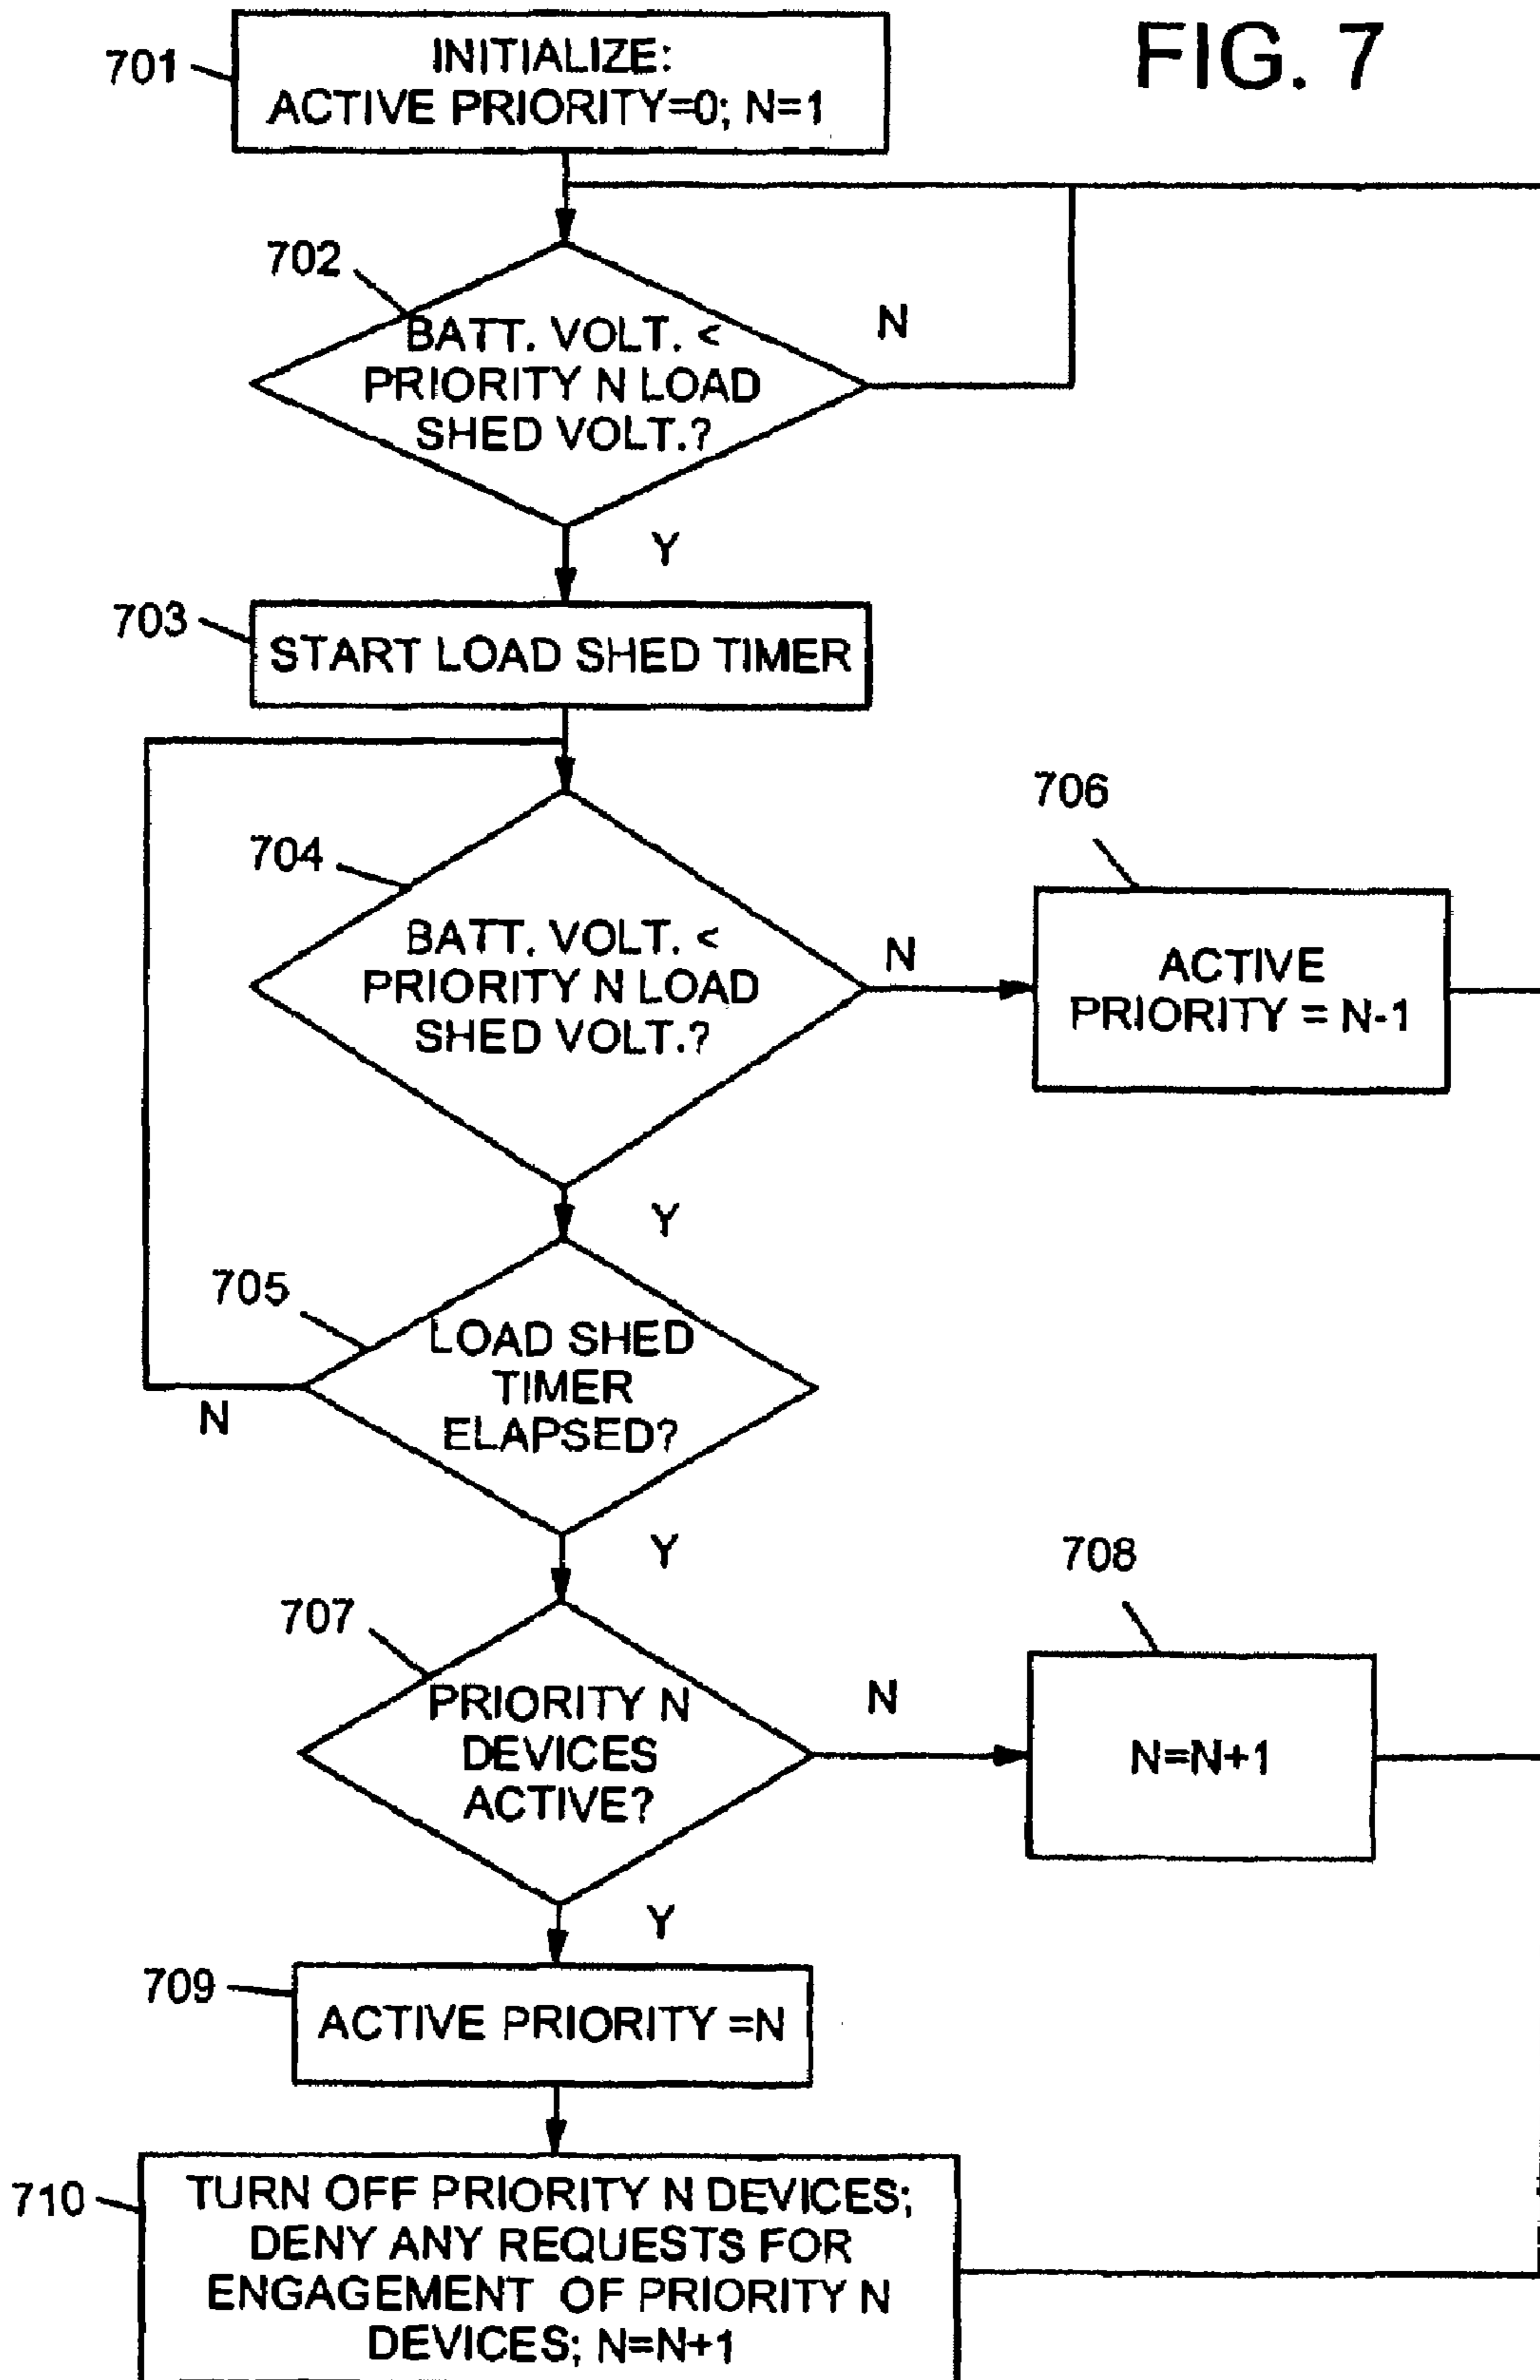 FIG. 7
701
INITIALIZE:
ACTIVE PRIORITY=0; N=1
702
BATT. VOLT. <
PRIORITY N LOAD
SHED VOLT.?
N
Y
703
START LOAD SHED TIMER
704
BATT. VOLT. <
PRIORITY N LOAD
SHED VOLT.?
N
706
ACTIVE
PRIORITY = N-1
Y
705
LOAD SHED
TIMER
ELAPSED?
N
Y
707
PRIORITY N
DEVICES
ACTIVE?
N
708
N=N+1
Y
709
ACTIVE PRIORITY =N
710
TURN OFF PRIORITY N DEVICES;
DENY ANY REQUESTS FOR
ENGAGEMENT OF PRIORITY N
DEVICES; N=N+1